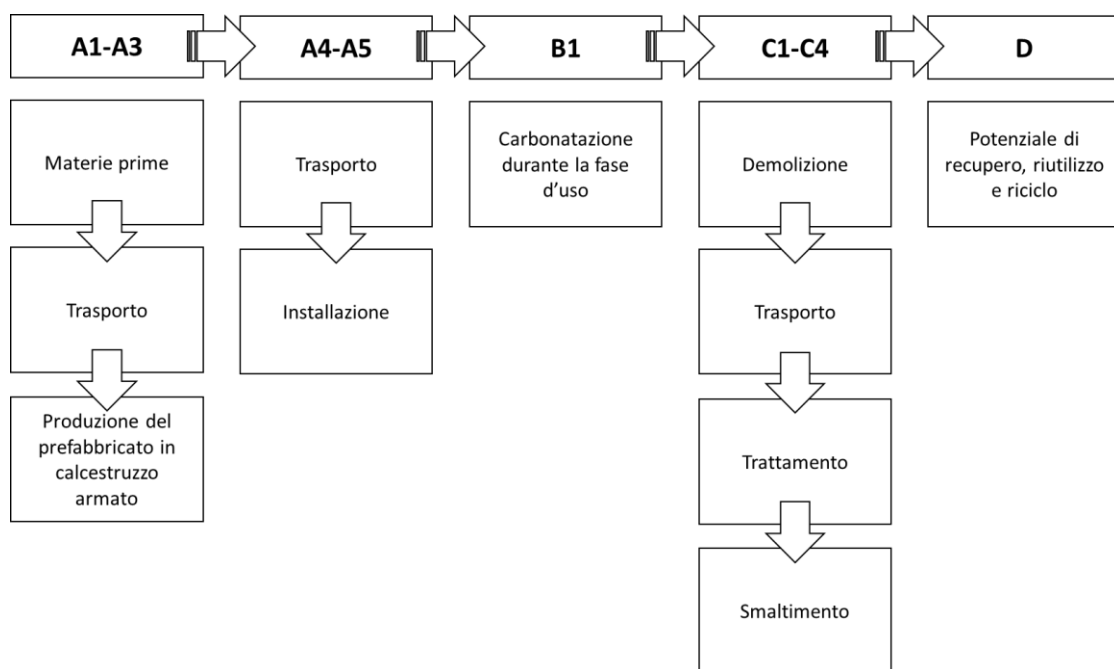 A1-A3
A4-A5
B1
C1-C4
D
Materie prime
Trasporto
Produzione del
prefabbricato in
calcestruzzo
armato
Trasporto
Installazione
Carbonatazione
durante la fase
d'uso
Demolizione
Trasporto
Trattamento
Smaltimento
Potenziale di
recupero, riutilizzo
e riciclo